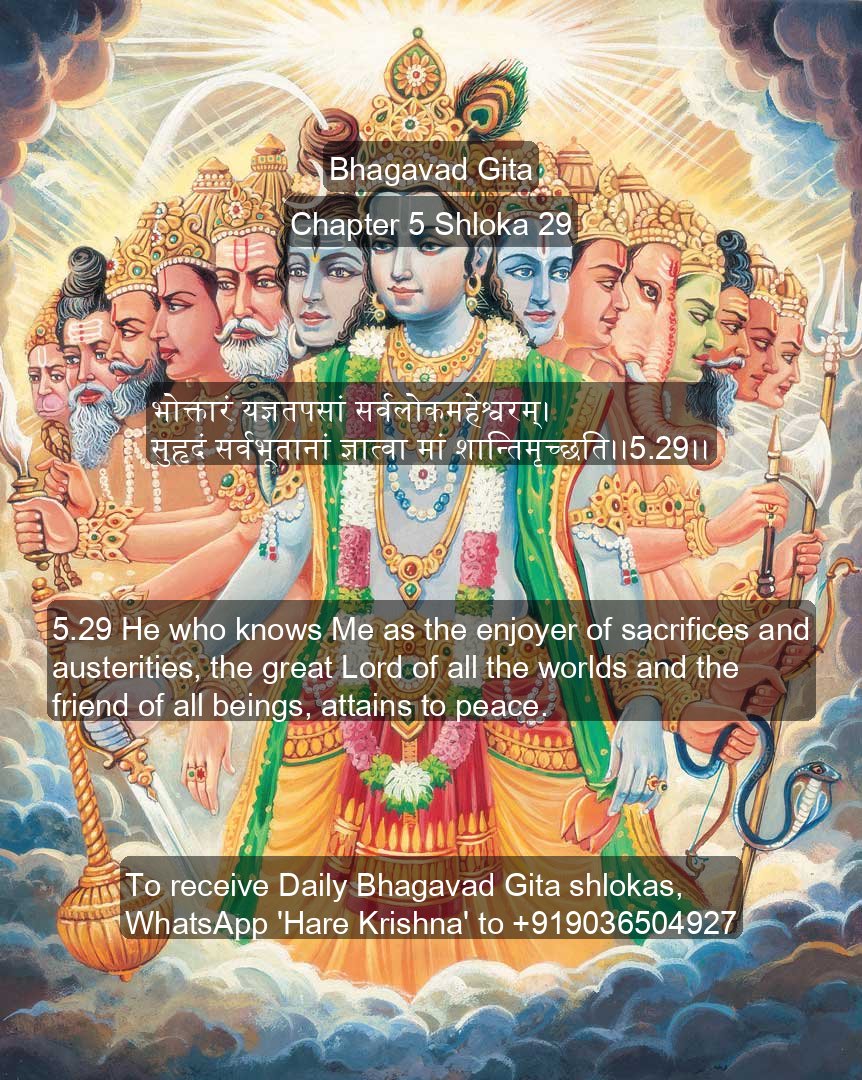 Bhagavad Gita
Chapter 5 Shloka 29
भोक्तारं यज्ञतपसां सर्वलोकमहेश्वरम्।
सुहृदं सर्वभूतानां ज्ञात्वा मां शान्तिमृच्छति।।5.29।।
5.29 He who knows Me as the enjoyer of sacrifices and
austerities, the great Lord of all the worlds and the
friend of all beings, attains to peace.
To receive Daily Bhagavad Gita shlokas,
WhatsApp 'Hare Krishna' to +919036504927